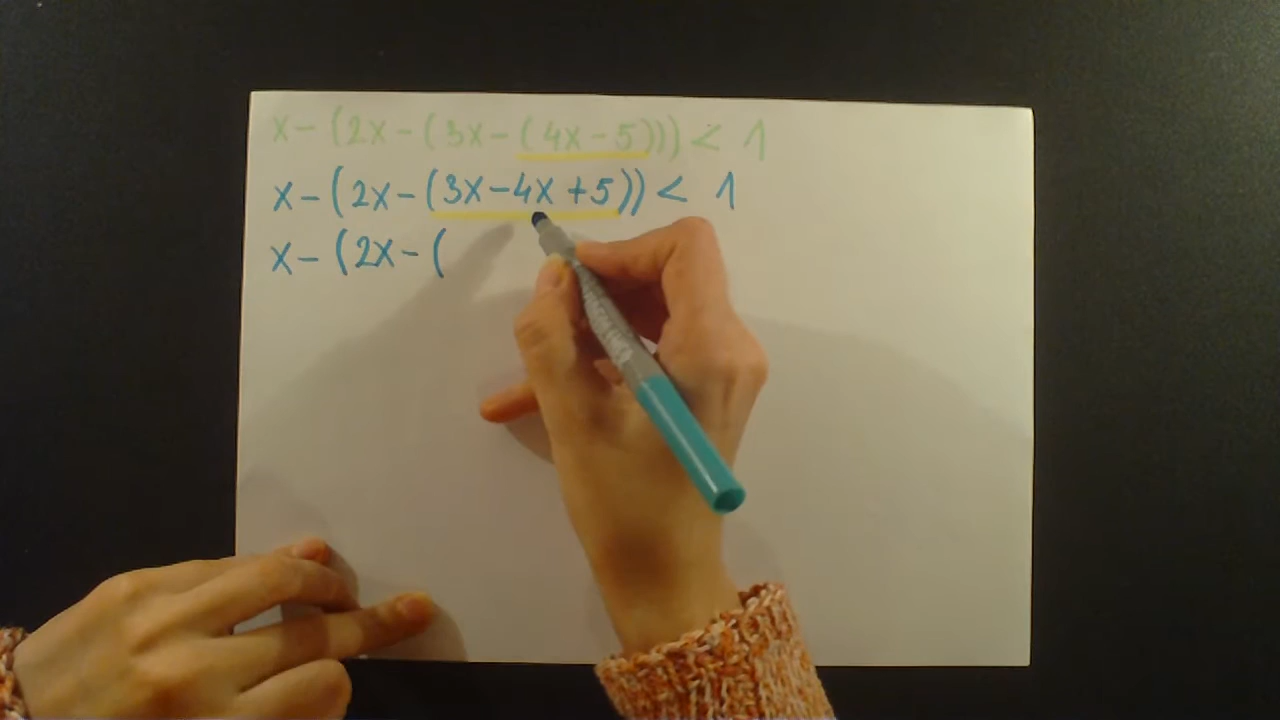 x - (2x - (3x - (4x - 5))) < 1
x - (2x - (3x - 4x + 5)) < 1
x - (2x - (